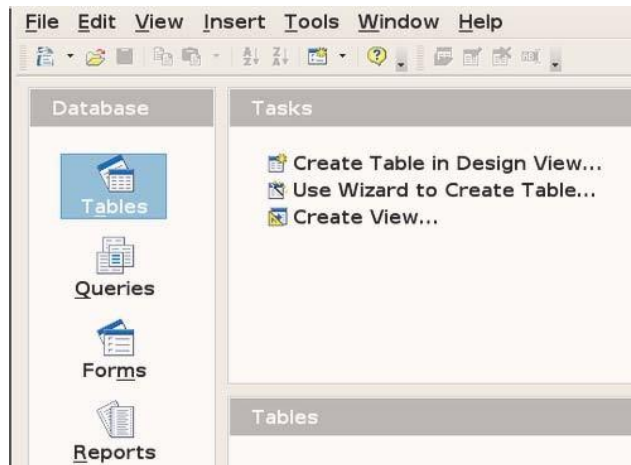 File Edit View Insert Tools Window Help
Database
Tables
Queries
Forms
Reports
Tasks
Create Table in Design View...
Use Wizard to Create Table...
Create View...
Tables